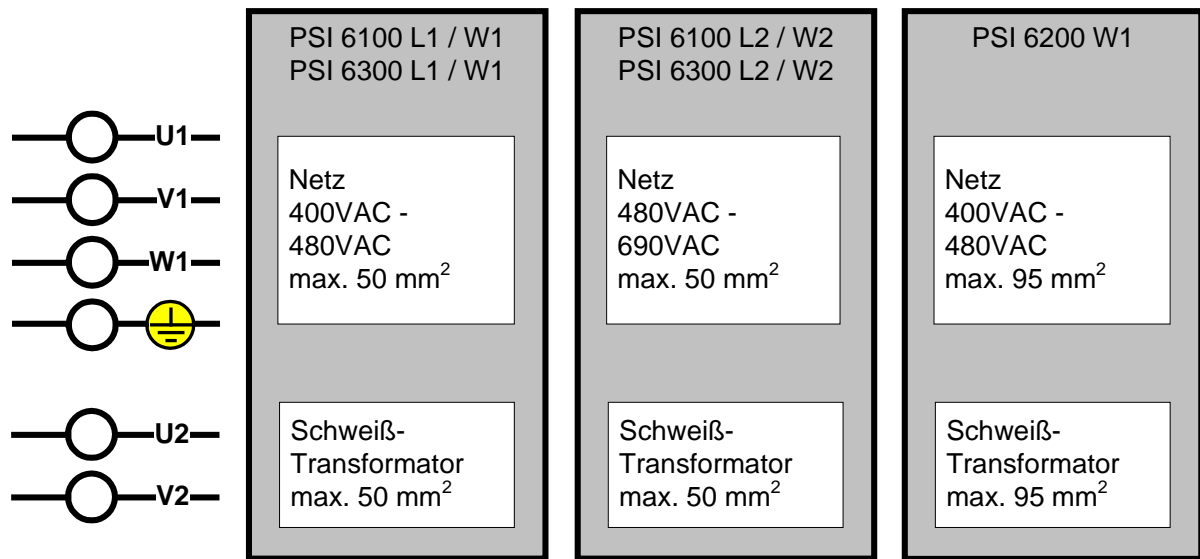 PSI 6100 L1 / W1
PSI 6300 L1 / W1
PSI 6100 L2 / W2
PSI 6300 L2 / W2
PSI 6200 W1
U1
V1
W1
Netz
400VAC -
480VAC
max. 50 mm²
Netz
480VAC -
690VAC
max. 50 mm²
Netz
400VAC -
480VAC
max. 95 mm²
U2
V2
Schweiß-
Transformator
max. 50 mm²
Schweiß-
Transformator
max. 50 mm²
Schweiß-
Transformator
max. 95 mm²